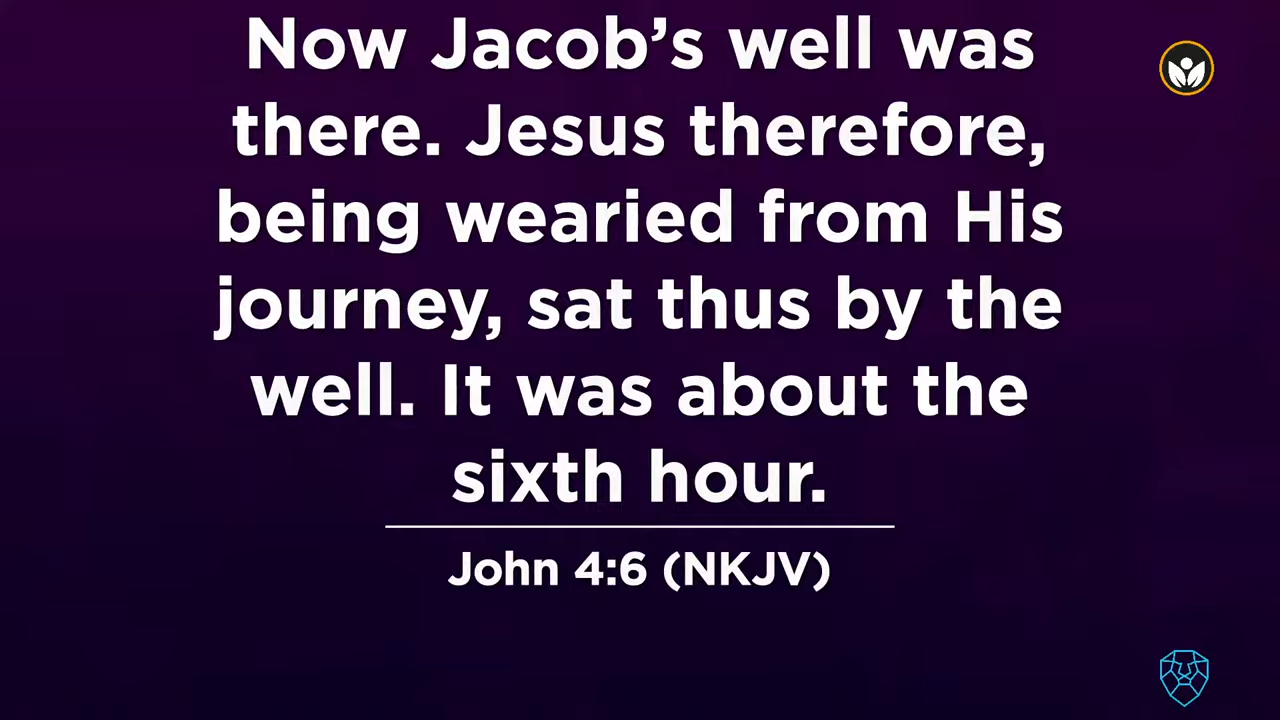 Now Jacob’s well was
there. Jesus therefore,
being wearied from His
journey, sat thus by the
well. It was about the
sixth hour.
John 4:6 (NKJV)